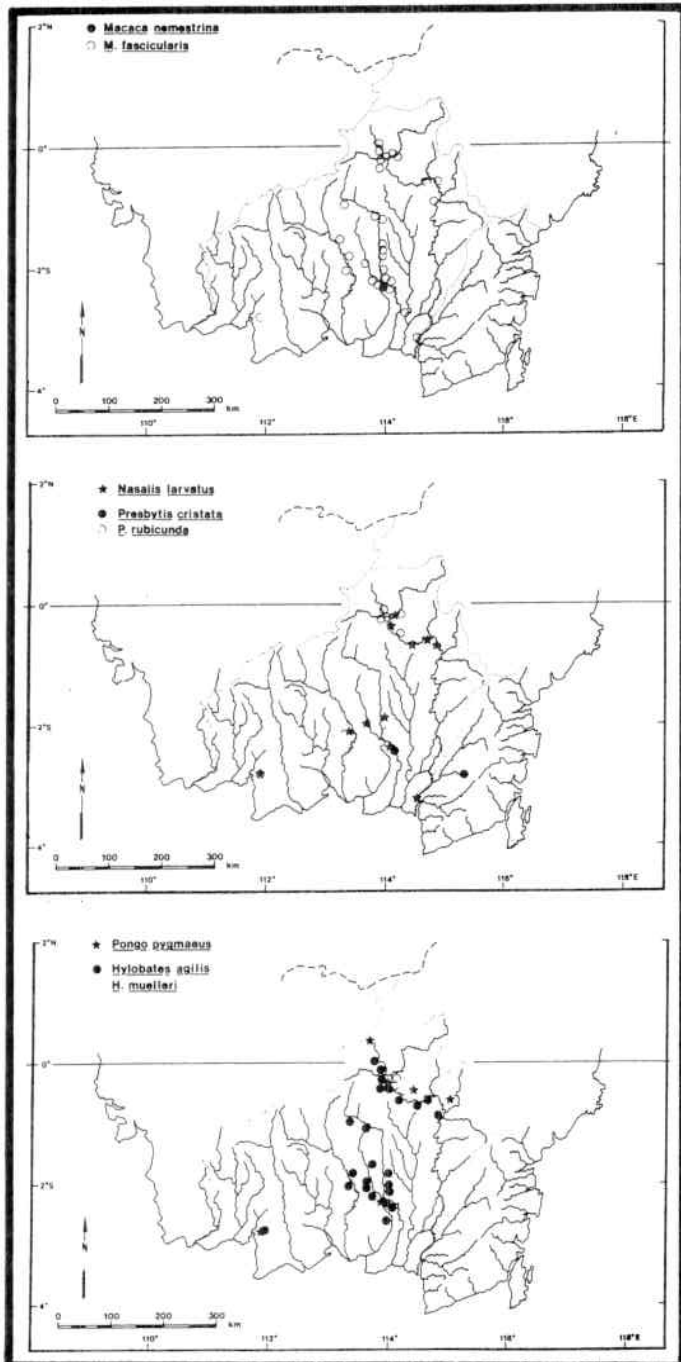 Macaca nemestrina
M. fascicularis
2°N
0°
2°S
4°
N
0 100 200 300
km
110° 112° 114° 116° 118°E
Nasalis larvatus
Presbytis cristata
P. rubicunda
2°N
0°
2°S
4°
N
0 100 200 300
km
110° 112° 114° 116° 118°E
Pongo pygmaeus
Hylobates agilis
H. muelleri
2°N
0°
2°S
4°
N
0 100 200 300
km
110° 112° 114° 116° 118°E